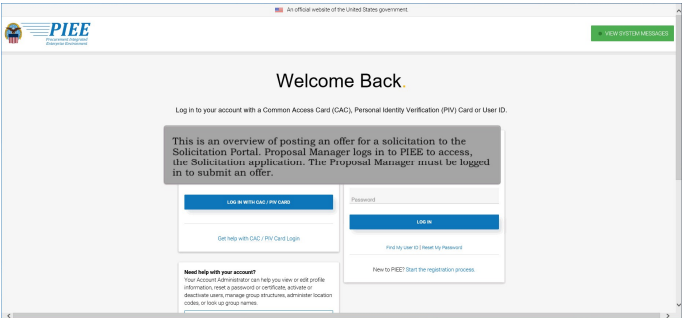 An official website of the United States government.
PIEE
Procurement Integrated
Enterprise Environment
VIEW SYSTEM MESSAGES
Welcome Back.
Log in to your account with a Common Access Card (CAC), Personal Identity Verification (PIV) Card or User ID.
This is an overview of posting an offer for a solicitation to the
Solicitation Portal. Proposal Manager logs in to PIEE to access,
the Solicitation application. The Proposal Manager must be logged
in to submit an offer.
LOG IN WITH CAC / PIV CARD
Get help with CAC / PIV Card Login
Password
LOG IN
Find My User ID | Reset My Password
New to PIEE? Start the registration process.
Need help with your account?
Your Account Administrator can help you view or edit profile
information, reset a password or certificate, activate or
deactivate users, manage group structures, administer location
codes, or look up group names.